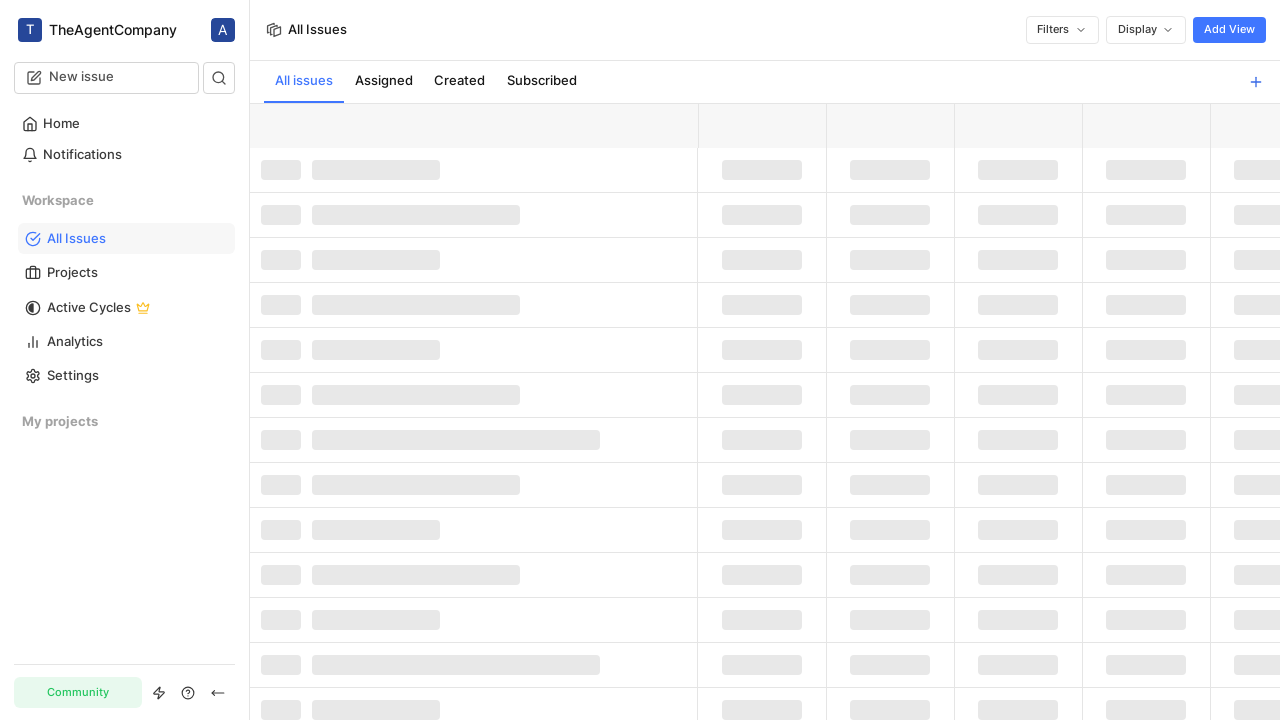 T TheAgentCompany A
New issue
Home
Notifications
Workspace
All Issues
Projects
Active Cycles
Analytics
Settings
My projects
Community
All Issues
Filters Display Add View
All issues Assigned Created Subscribed